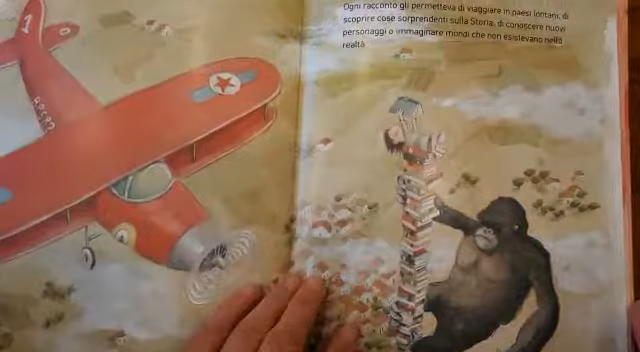 Ogni racconto gli permetteva di viaggiare in paesi lontani, di
scoprire cose sorprendenti sulla Storia, di conoscere nuovi
personaggi o immaginare mondi che non esistevano nella
realtà
1